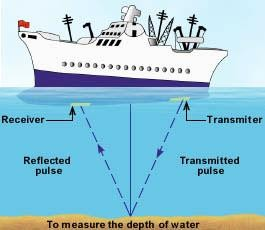 Receiver
Transmiter
Reflected
pulse
Transmitted
pulse
To measure the depth of water